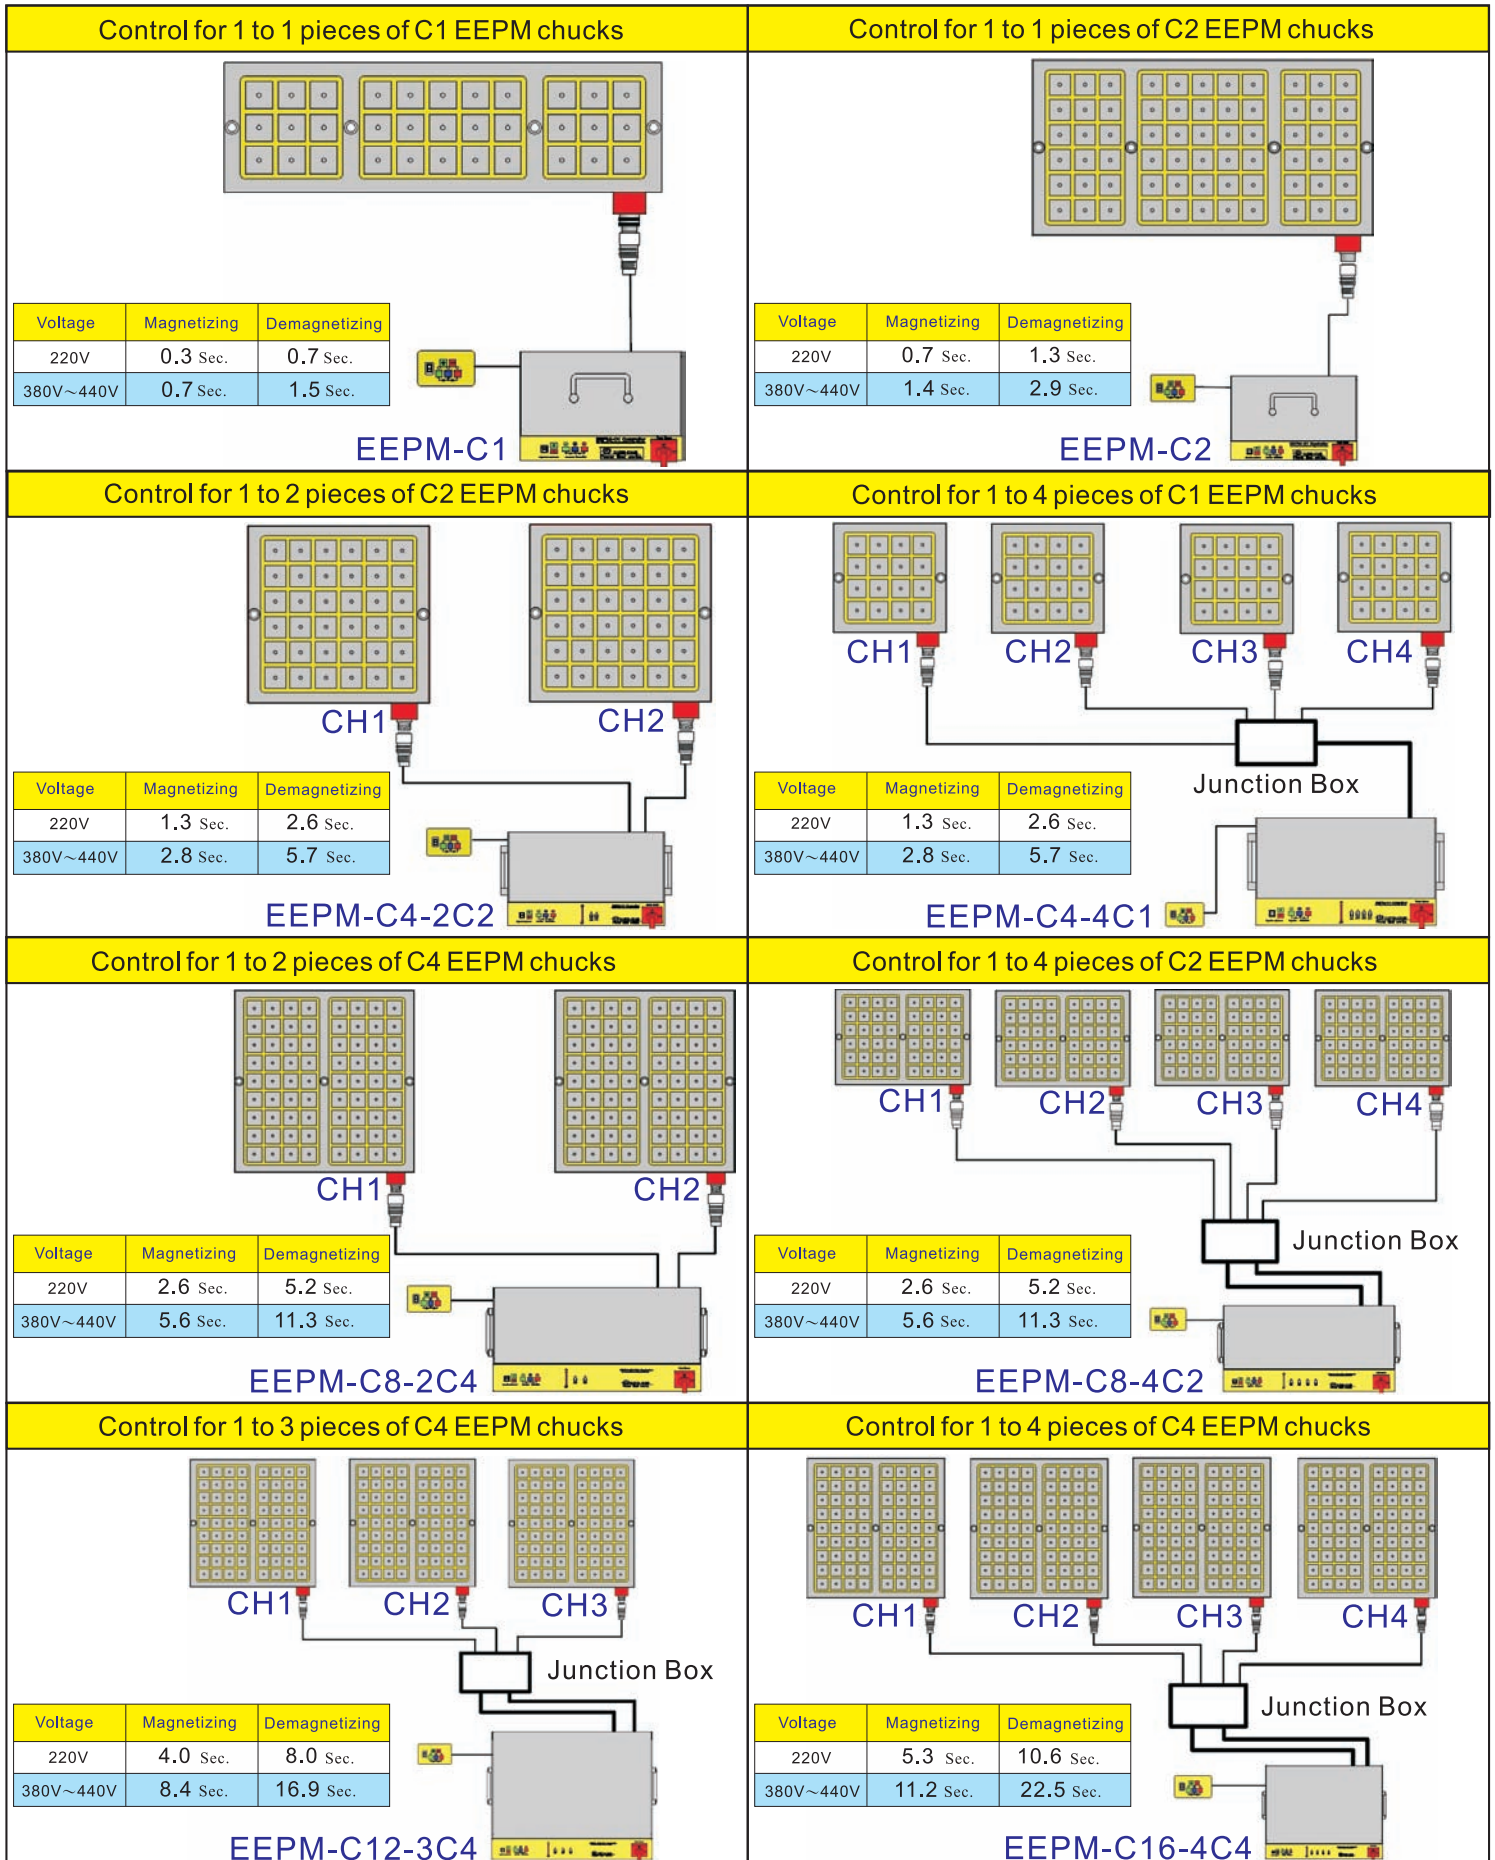 Control for 1 to 1 pieces of C1 EEPM chucks
Voltage Magnetizing Demagnetizing
220V 0.3 Sec. 0.7 Sec.
380V~440V 0.7 Sec. 1.5 Sec.
EEPM-C1
Control for 1 to 1 pieces of C2 EEPM chucks
Voltage Magnetizing Demagnetizing
220V 0.7 Sec. 1.3 Sec.
380V~440V 1.4 Sec. 2.9 Sec.
EEPM-C2
Control for 1 to 2 pieces of C2 EEPM chucks
CH1 CH2
Voltage Magnetizing Demagnetizing
220V 1.3 Sec. 2.6 Sec.
380V~440V 2.8 Sec. 5.7 Sec.
EEPM-C4-2C2
Control for 1 to 4 pieces of C1 EEPM chucks
CH1 CH2 CH3 CH4
Junction Box
Voltage Magnetizing Demagnetizing
220V 1.3 Sec. 2.6 Sec.
380V~440V 2.8 Sec. 5.7 Sec.
EEPM-C4-4C1
Control for 1 to 2 pieces of C4 EEPM chucks
CH1 CH2
Voltage Magnetizing Demagnetizing
220V 2.6 Sec. 5.2 Sec.
380V~440V 5.6 Sec. 11.3 Sec.
EEPM-C8-2C4
Control for 1 to 4 pieces of C2 EEPM chucks
CH1 CH2 CH3 CH4
Junction Box
Voltage Magnetizing Demagnetizing
220V 2.6 Sec. 5.2 Sec.
380V~440V 5.6 Sec. 11.3 Sec.
EEPM-C8-4C2
Control for 1 to 3 pieces of C4 EEPM chucks
CH1 CH2 CH3
Junction Box
Voltage Magnetizing Demagnetizing
220V 4.0 Sec. 8.0 Sec.
380V~440V 8.4 Sec. 16.9 Sec.
EEPM-C12-3C4
Control for 1 to 4 pieces of C4 EEPM chucks
CH1 CH2 CH3 CH4
Junction Box
Voltage Magnetizing Demagnetizing
220V 5.3 Sec. 10.6 Sec.
380V~440V 11.2 Sec. 22.5 Sec.
EEPM-C16-4C4